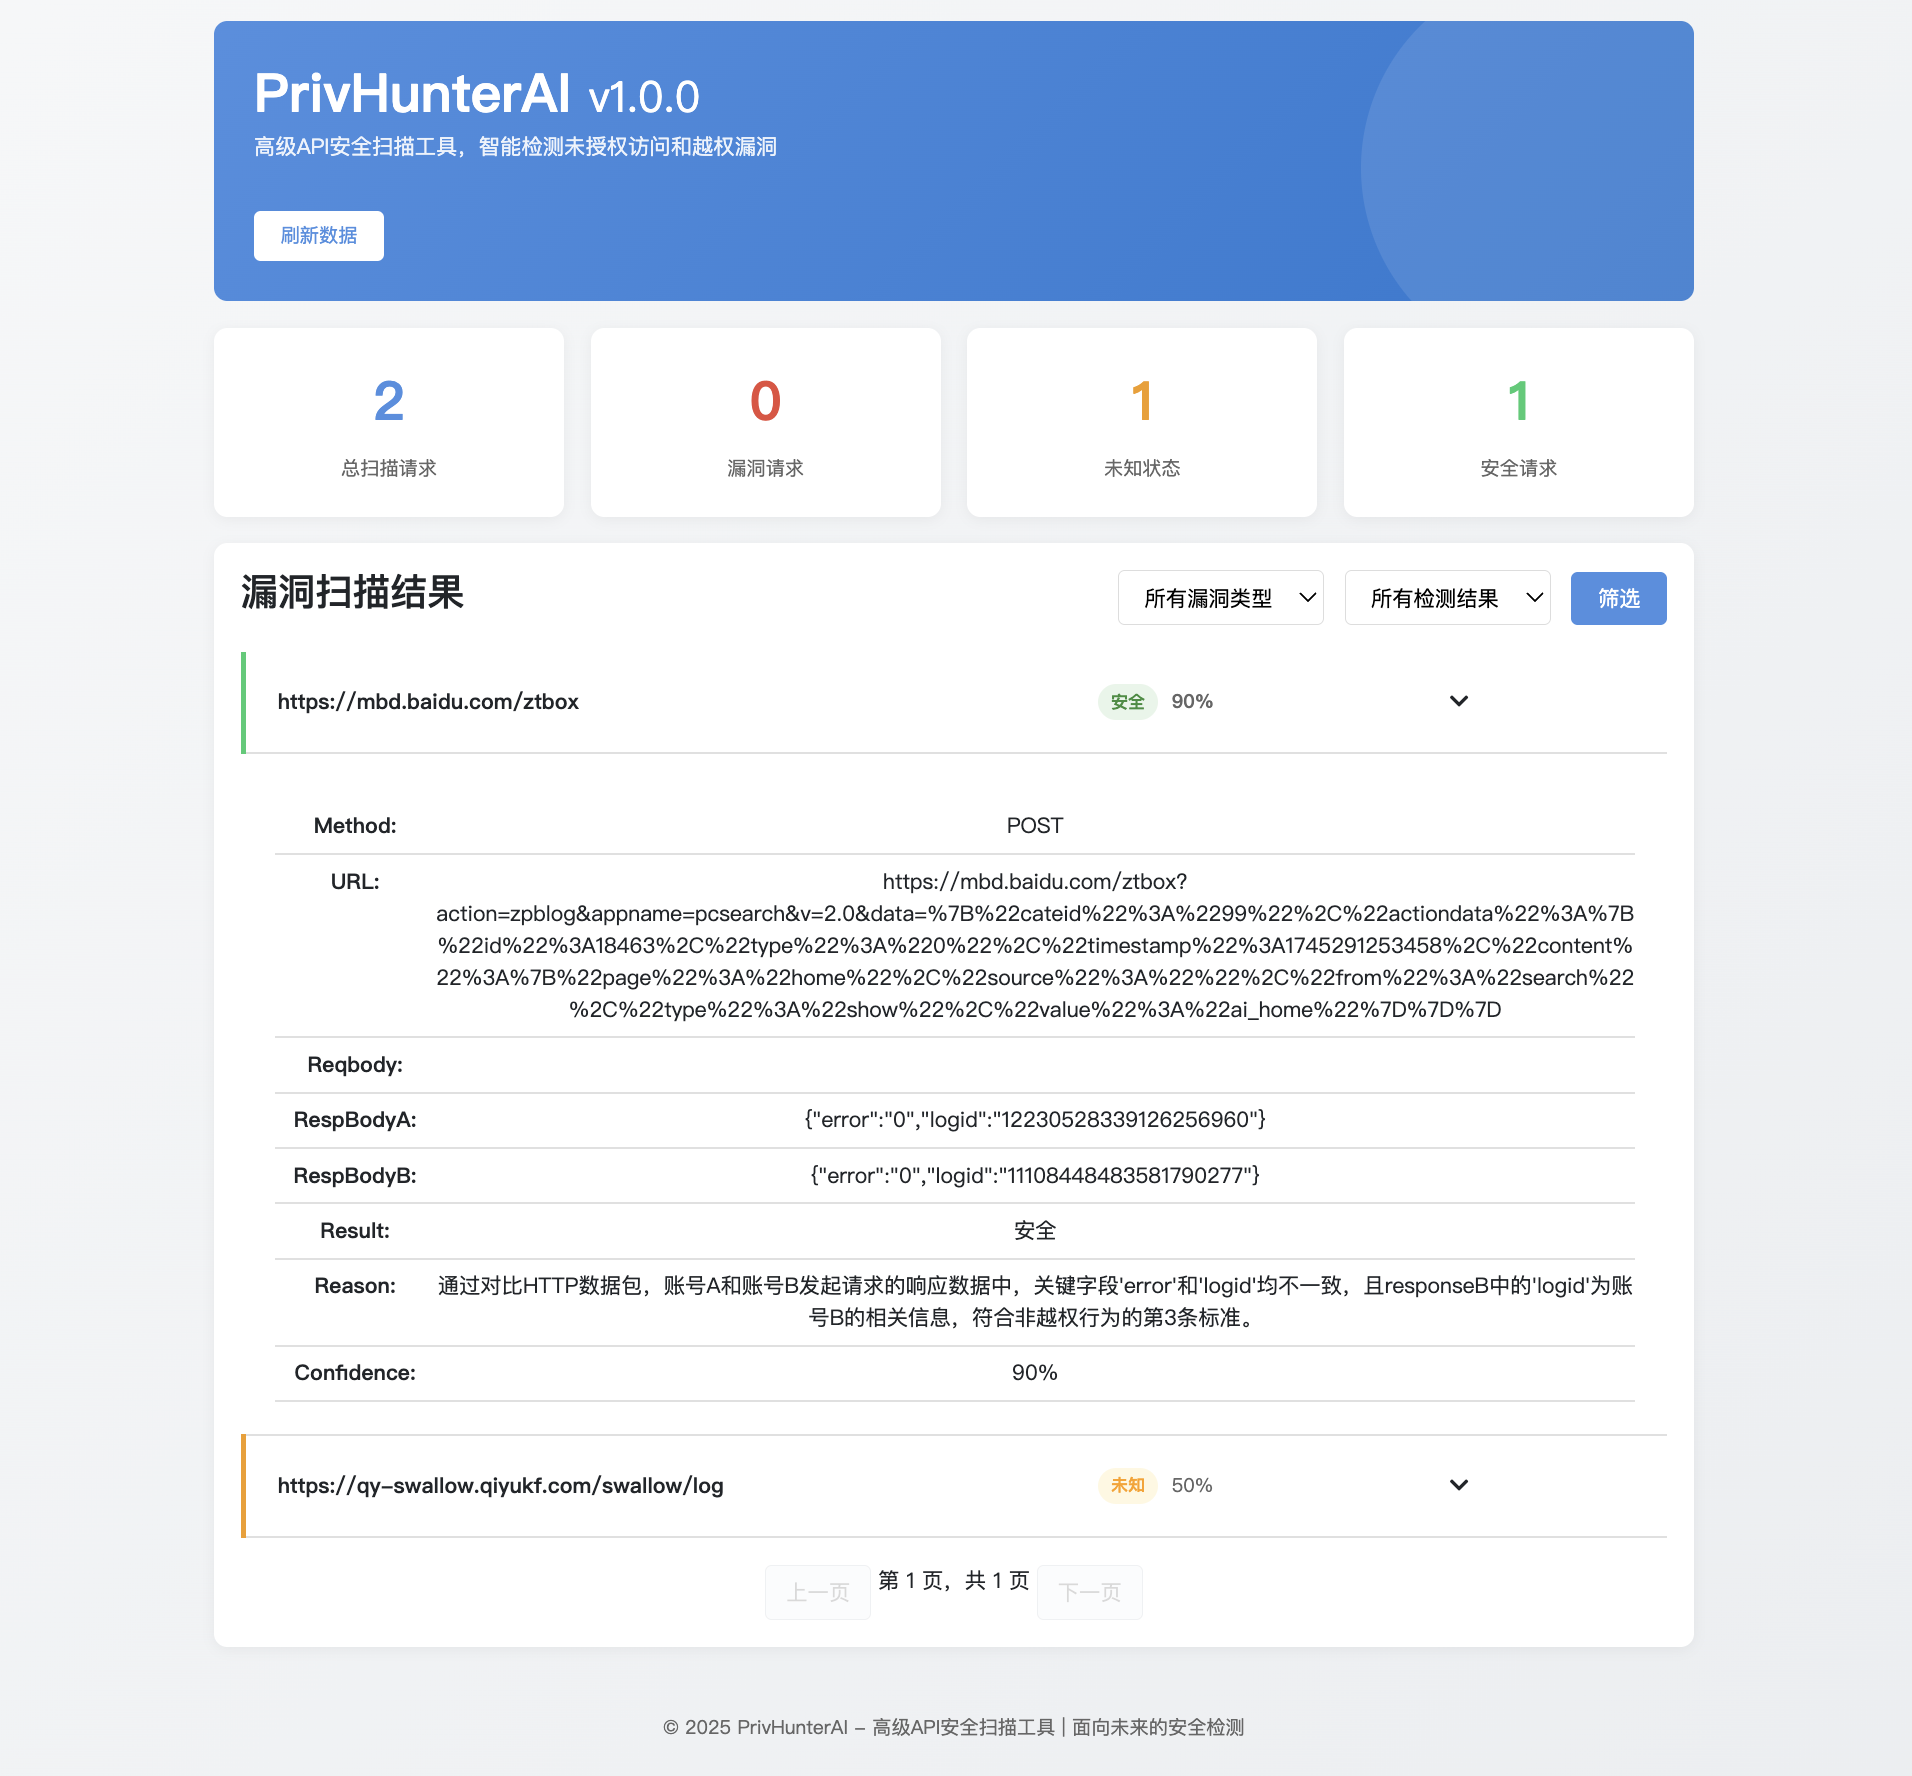 PrivHunterAI v1.0.0
高级API安全扫描工具，智能检测未授权访问和越权漏洞
刷新数据
2
总扫描请求
0
漏洞请求
1
未知状态
1
安全请求
漏洞扫描结果
所有漏洞类型
所有检测结果
筛选
https://mbd.baidu.com/ztbox
安全 90%
Method: POST
URL: https://mbd.baidu.com/ztbox?
action=zpblog&appname=pcsearch&v=2.0&data=%7B%22cateid%22%3A%2299%22%2C%22actiondata%22%3A%7B
%22id%22%3A18463%2C%22type%22%3A%220%22%2C%22timestamp%22%3A1745291253458%2C%22content%
22%3A%7B%22page%22%3A%22home%22%2C%22source%22%3A%22%22%2C%22from%22%3A%22search%22
%2C%22type%22%3A%22show%22%2C%22value%22%3A%22ai_home%22%7D%7D%7D
Reqbody:
RespBodyA: {"error":"0","logid":"12230528339126256960"}
RespBodyB: {"error":"0","logid":"11108448483581790277"}
Result: 安全
Reason: 通过对比HTTP数据包，账号A和账号B发起请求的响应数据中，关键字段'error'和'logid'均不一致，且responseB中的'logid'为账
号B的相关信息，符合非越权行为的第3条标准。
Confidence: 90%
https://qy-swallow.qiyukf.com/swallow/log
未知 50%
上一页 第 1 页，共 1 页 下一页
© 2025 PrivHunterAI - 高级API安全扫描工具 | 面向未来的安全检测